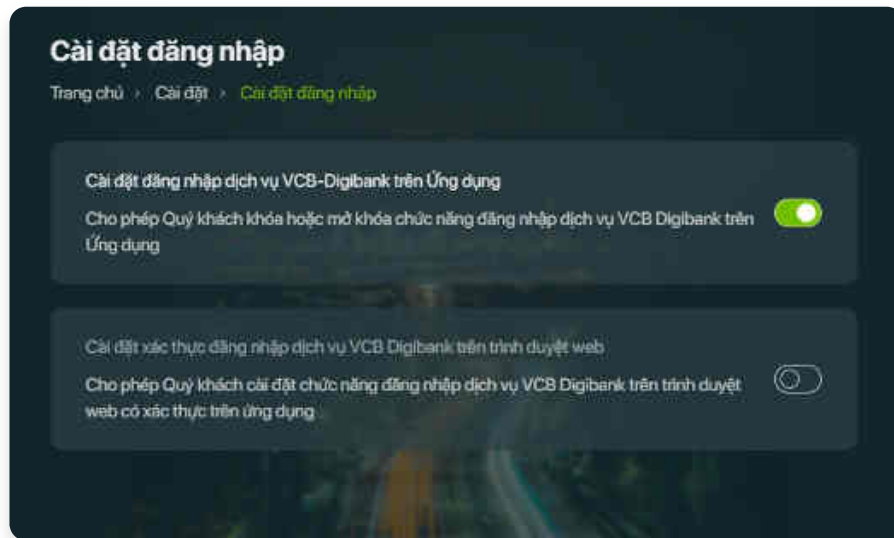 Cài đặt đăng nhập
Trang chủ › Cài đặt › Cài đặt đăng nhập
Cài đặt đăng nhập dịch vụ VCB-Digibank trên Ứng dụng
Cho phép Quý khách khóa hoặc mở khóa chức năng đăng nhập dịch vụ VCB Digibank trên
Ứng dụng
Cài đặt xác thực đăng nhập dịch vụ VCB Digibank trên trình duyệt web
Cho phép Quý khách cài đặt chức năng đăng nhập dịch vụ VCB Digibank trên trình duyệt
web có xác thực trên ứng dụng